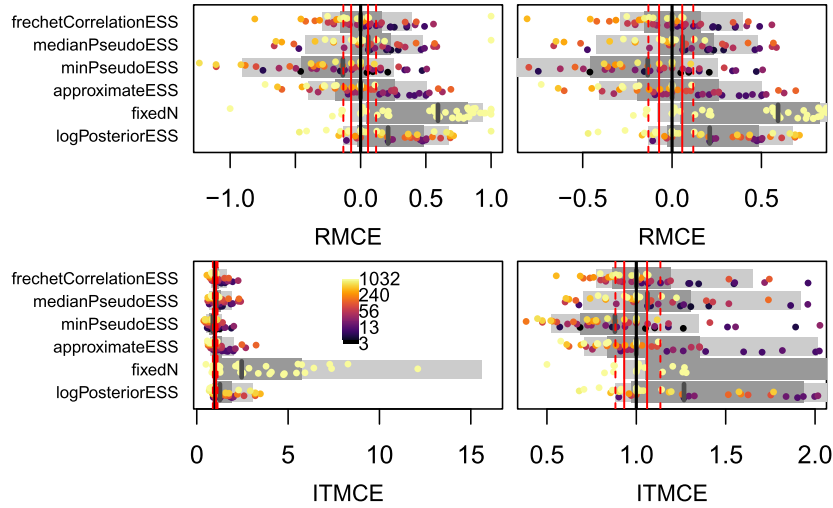 frechetCorrelationESS
medianPseudoESS
minPseudoESS
approximateESS
fixedN
logPosteriorESS
−1.0 0.0 0.5 1.0
RMCE
−0.5 0.0 0.5
RMCE
frechetCorrelationESS
medianPseudoESS
minPseudoESS
approximateESS
fixedN
logPosteriorESS
1032
240
56
13
3
0 5 10 15
ITMCE
0.5 1.0 1.5 2.0
ITMCE